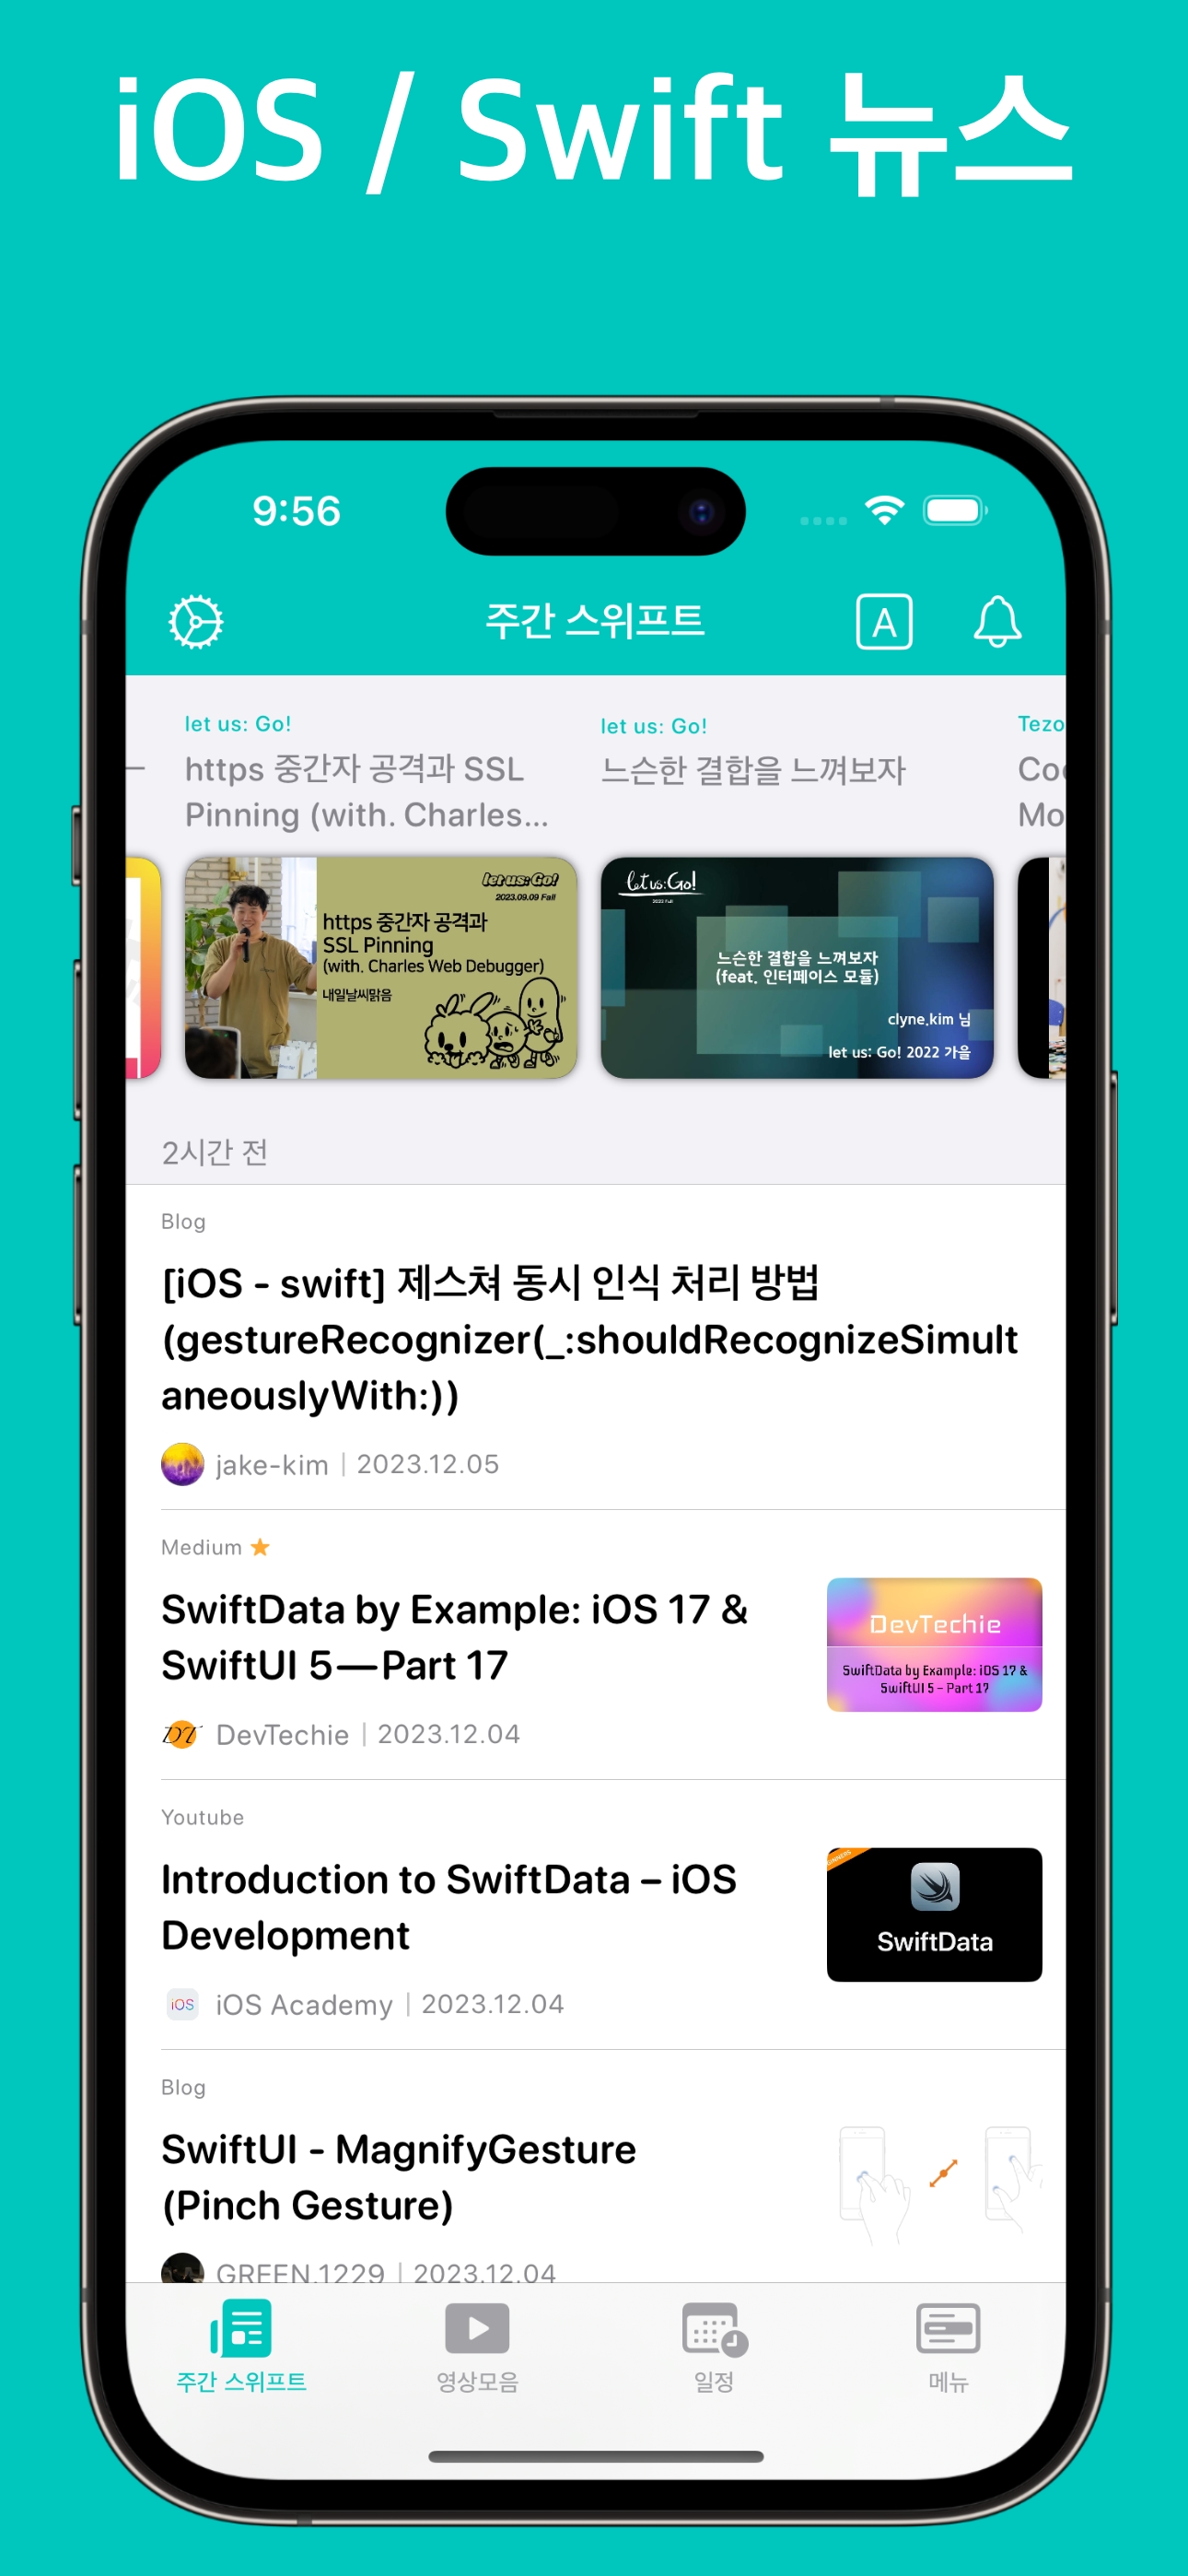 iOS / Swift 뉴스
9:56
주간 스위프트
A
let us: Go!
https 중간자 공격과 SSL
Pinning (with. Charles...
let us: Go!
느슨한 결합을 느껴보자
Tezo
Co
Mo
let us: Go!
2023.09.09 Fall
https 중간자 공격과
SSL Pinning
(with. Charles Web Debugger)
내일날씨맑음
let us: Go!
2022 Fall
느슨한 결합을 느껴보자
(feat. 인터페이스 모듈)
clyne.kim 님
let us: Go! 2022 가을
2시간 전
Blog
[iOS - swift] 제스쳐 동시 인식 처리 방법
(gestureRecognizer(_:shouldRecognizeSimult
aneouslyWith:))
jake-kim | 2023.12.05
Medium
SwiftData by Example: iOS 17 &
SwiftUI 5 — Part 17
DT DevTechie | 2023.12.04
DevTechie
SwiftData by Example: iOS 17 &
SwiftUI 5 - Part 17
Youtube
Introduction to SwiftData – iOS
Development
iOS iOS Academy | 2023.12.04
SwiftData
Blog
SwiftUI - MagnifyGesture
(Pinch Gesture)
GREEN.1229 | 2023.12.04
주간 스위프트
영상모음
일정
메뉴